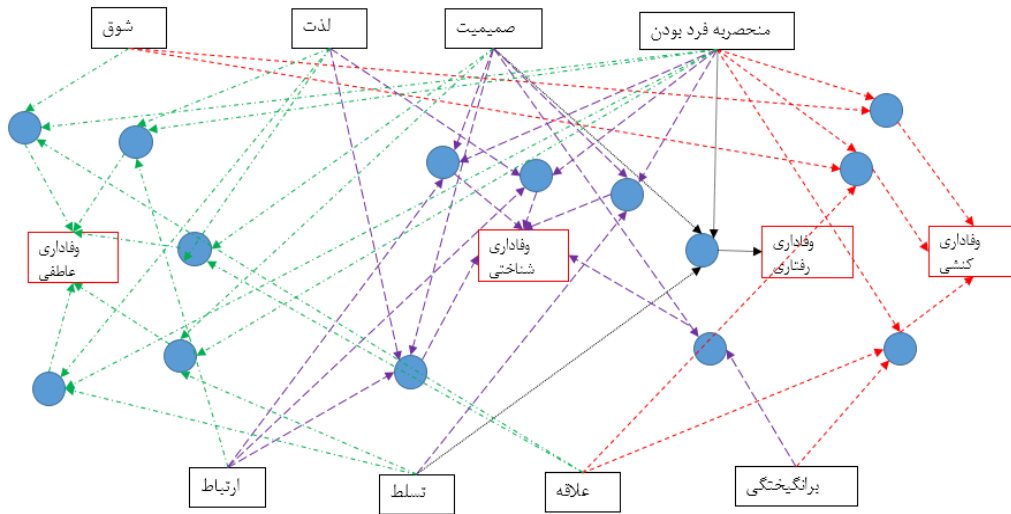 منحصربه فرد بودن
صمیمیت
لذت
شوق
وفاداری
کنشی
وفاداری
رفتاری
وفاداری
شناختی
وفاداری
عاطفی
برانگیختگی
علاقه
تسلط
ارتباط